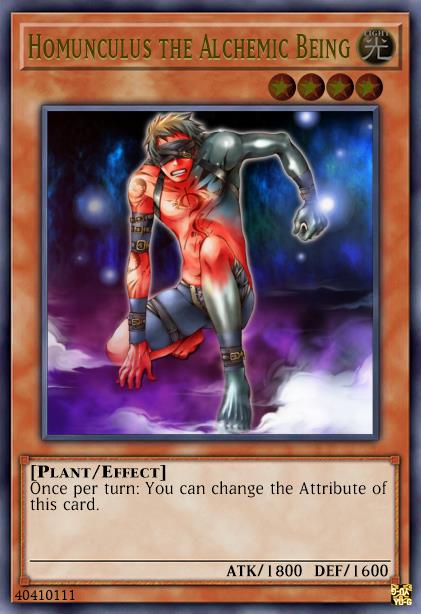 Homunculus the Alchemic Being
LIGHT
光
[Plant/Effect]
Once per turn: You can change the Attribute of
this card.
ATK/1800 DEF/1600
40410111